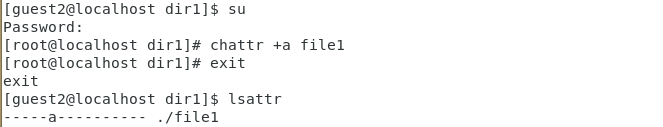 [guest2@localhost dir1]$ su
Password:
[root@localhost dir1]# chattr +a file1
[root@localhost dir1]# exit
exit
[guest2@localhost dir1]$ lsattr
-----a---------- ./file1